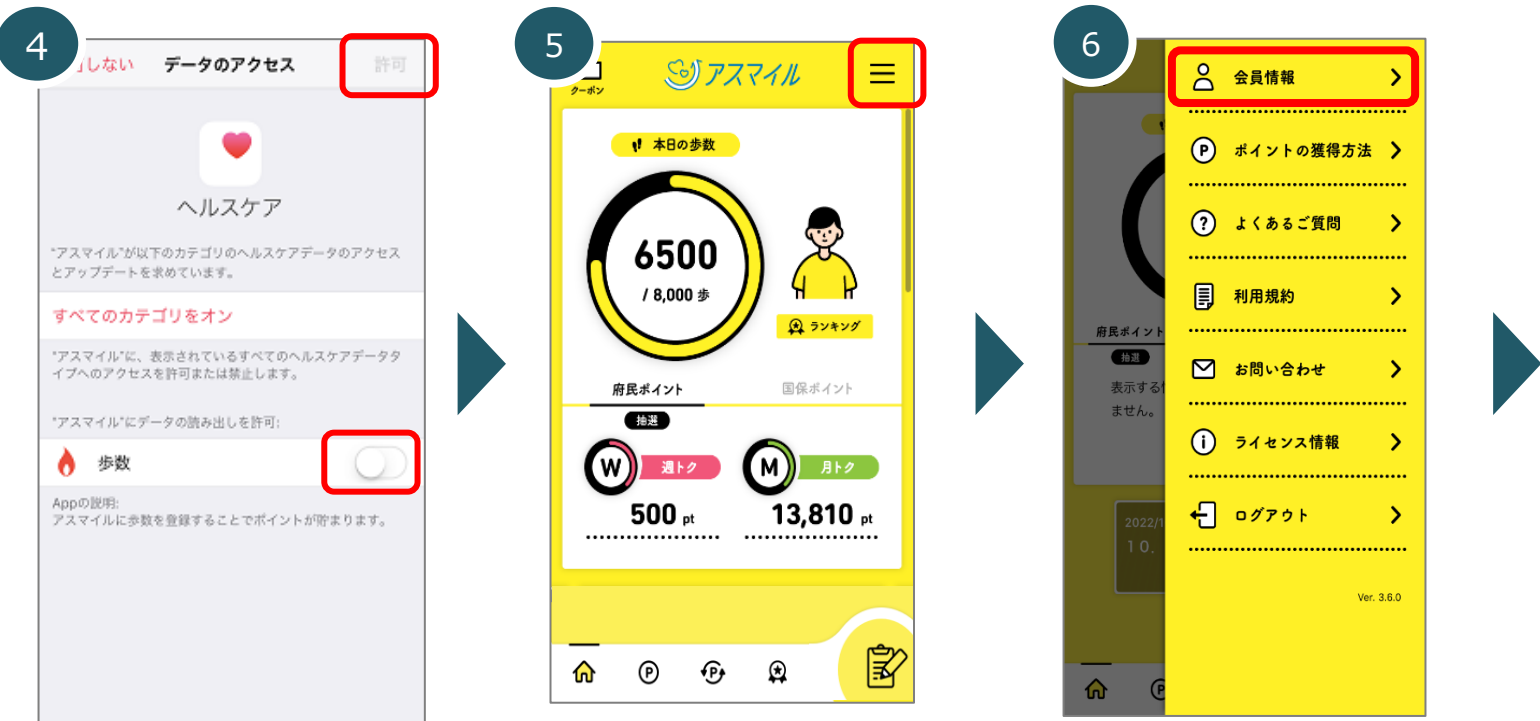 4
しない
データのアクセス
許可
ヘルスケア
"アスマイル"が以下のカテゴリのヘルスケアデータのアクセス
とアップデートを求めています。
すべてのカテゴリをオン
"アスマイル"に、表示されているすべてのヘルスケアデータタ
イプへのアクセスを許可または禁止します。
"アスマイル"にデータの読み出しを許可:
歩数
Appの説明:
アスマイルに歩数を登録することでポイントが貯まります。
5
クーポン
アスマイル
本日の歩数
6500
/ 8,000 歩
ランキング
府民ポイント
国保ポイント
抽選
W
週トク
M
月トク
500 pt
13,810 pt
P
P
6
会員情報
P
ポイントの獲得方法
?
よくあるご質問
利用規約
お問い合わせ
i
ライセンス情報
ログアウト
Ver. 3.6.0
府民ポイント
抽選
表示する
ません。
2022/1
10.
P